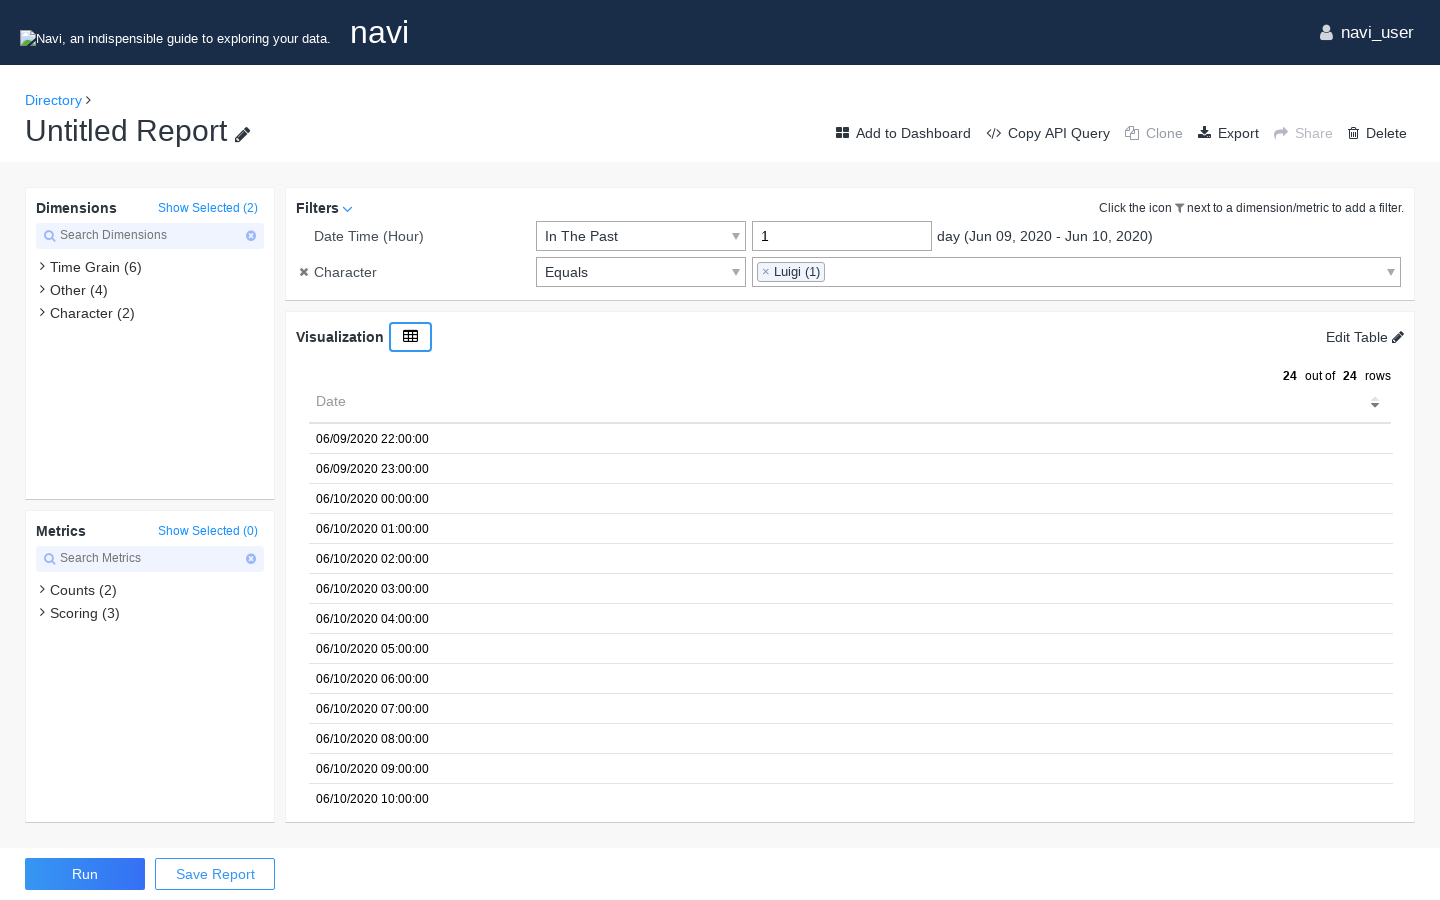 Navi, an indispensible guide to exploring your data. navi navi_user
Directory
Untitled Report
Add to Dashboard Copy API Query Clone Export Share Delete
Dimensions Show Selected (2)
Search Dimensions
Time Grain (6)
Other (4)
Character (2)
Metrics Show Selected (0)
Search Metrics
Counts (2)
Scoring (3)
Filters Click the icon next to a dimension/metric to add a filter.
Date Time (Hour) In The Past 1 day (Jun 09, 2020 - Jun 10, 2020)
Character Equals × Luigi (1)
Visualization Edit Table
24 out of 24 rows
Date
06/09/2020 22:00:00
06/09/2020 23:00:00
06/10/2020 00:00:00
06/10/2020 01:00:00
06/10/2020 02:00:00
06/10/2020 03:00:00
06/10/2020 04:00:00
06/10/2020 05:00:00
06/10/2020 06:00:00
06/10/2020 07:00:00
06/10/2020 08:00:00
06/10/2020 09:00:00
06/10/2020 10:00:00
Run Save Report